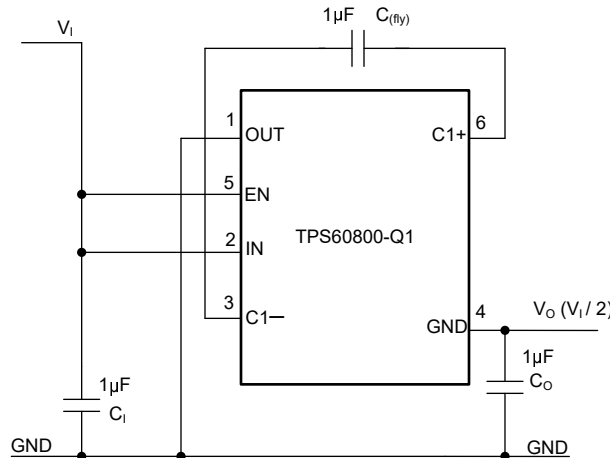 1µF C(fly)
VI
1
OUT
C1+
6
5
EN
TPS60800-Q1
2
IN
3
C1—
GND
4
VO (VI / 2)
1µF
CO
1µF
CI
GND
GND